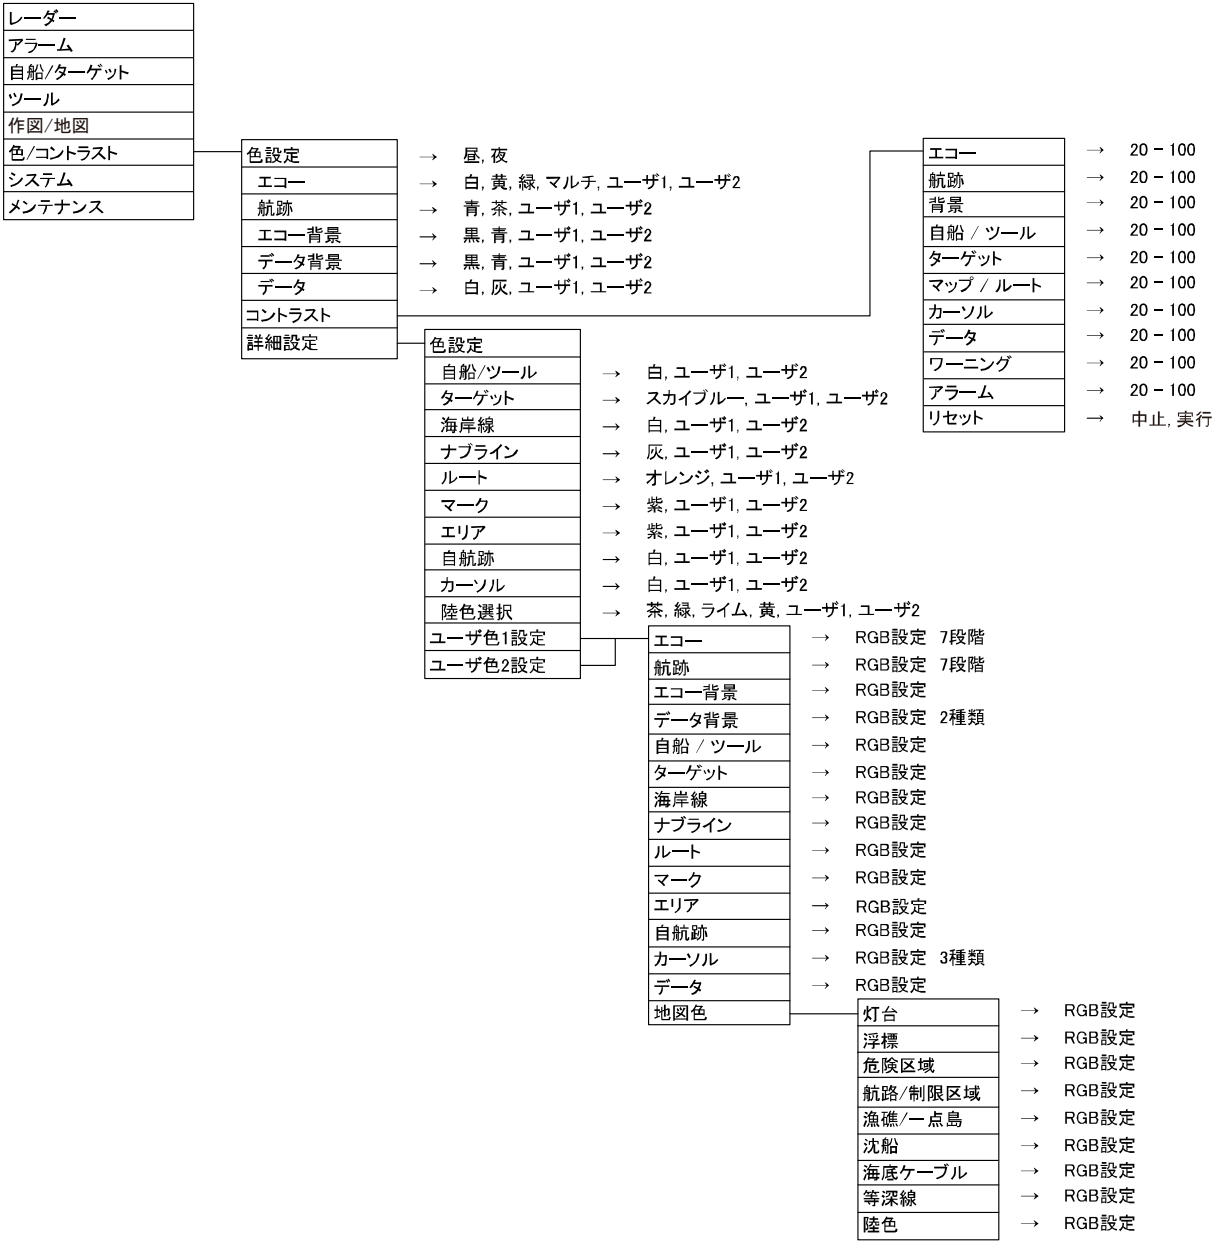 レーダー
アラーム
自船/ターゲット
ツール
作図/地図
色/コントラスト
システム
メンテナンス
色設定 → 昼, 夜
エコー → 白, 黄, 緑, マルチ, ユーザ1, ユーザ2
航跡 → 青, 茶, ユーザ1, ユーザ2
エコー背景 → 黒, 青, ユーザ1, ユーザ2
データ背景 → 黒, 青, ユーザ1, ユーザ2
データ → 白, 灰, ユーザ1, ユーザ2
コントラスト
詳細設定
エコー → 20 - 100
航跡 → 20 - 100
背景 → 20 - 100
自船 / ツール → 20 - 100
ターゲット → 20 - 100
マップ / ルート → 20 - 100
カーソル → 20 - 100
データ → 20 - 100
ワーニング → 20 - 100
アラーム → 20 - 100
リセット → 中止, 実行
色設定
自船/ツール → 白, ユーザ1, ユーザ2
ターゲット → スカイブルー, ユーザ1, ユーザ2
海岸線 → 白, ユーザ1, ユーザ2
ナブライン → 灰, ユーザ1, ユーザ2
ルート → オレンジ, ユーザ1, ユーザ2
マーク → 紫, ユーザ1, ユーザ2
エリア → 紫, ユーザ1, ユーザ2
自航跡 → 白, ユーザ1, ユーザ2
カーソル → 白, ユーザ1, ユーザ2
陸色選択 → 茶, 緑, ライム, 黄, ユーザ1, ユーザ2
ユーザ色1設定
ユーザ色2設定
エコー → RGB設定 7段階
航跡 → RGB設定 7段階
エコー背景 → RGB設定
データ背景 → RGB設定 2種類
自船 / ツール → RGB設定
ターゲット → RGB設定
海岸線 → RGB設定
ナブライン → RGB設定
ルート → RGB設定
マーク → RGB設定
エリア → RGB設定
自航跡 → RGB設定
カーソル → RGB設定 3種類
データ → RGB設定
地図色
灯台 → RGB設定
浮標 → RGB設定
危険区域 → RGB設定
航路/制限区域 → RGB設定
漁礁/一点島 → RGB設定
沈船 → RGB設定
海底ケーブル → RGB設定
等深線 → RGB設定
陸色 → RGB設定